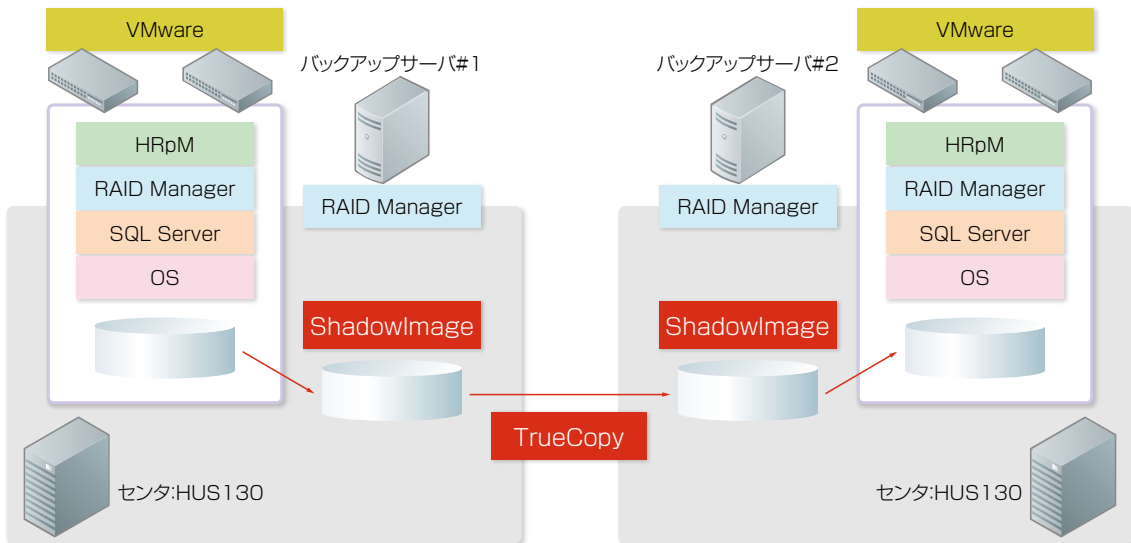 VMware
バックアップサーバ#1
HRpM
RAID Manager
SQL Server
OS
RAID Manager
ShadowImage
センタ:HUS130
TrueCopy
バックアップサーバ#2
VMware
RAID Manager
HRpM
RAID Manager
SQL Server
OS
ShadowImage
センタ:HUS130